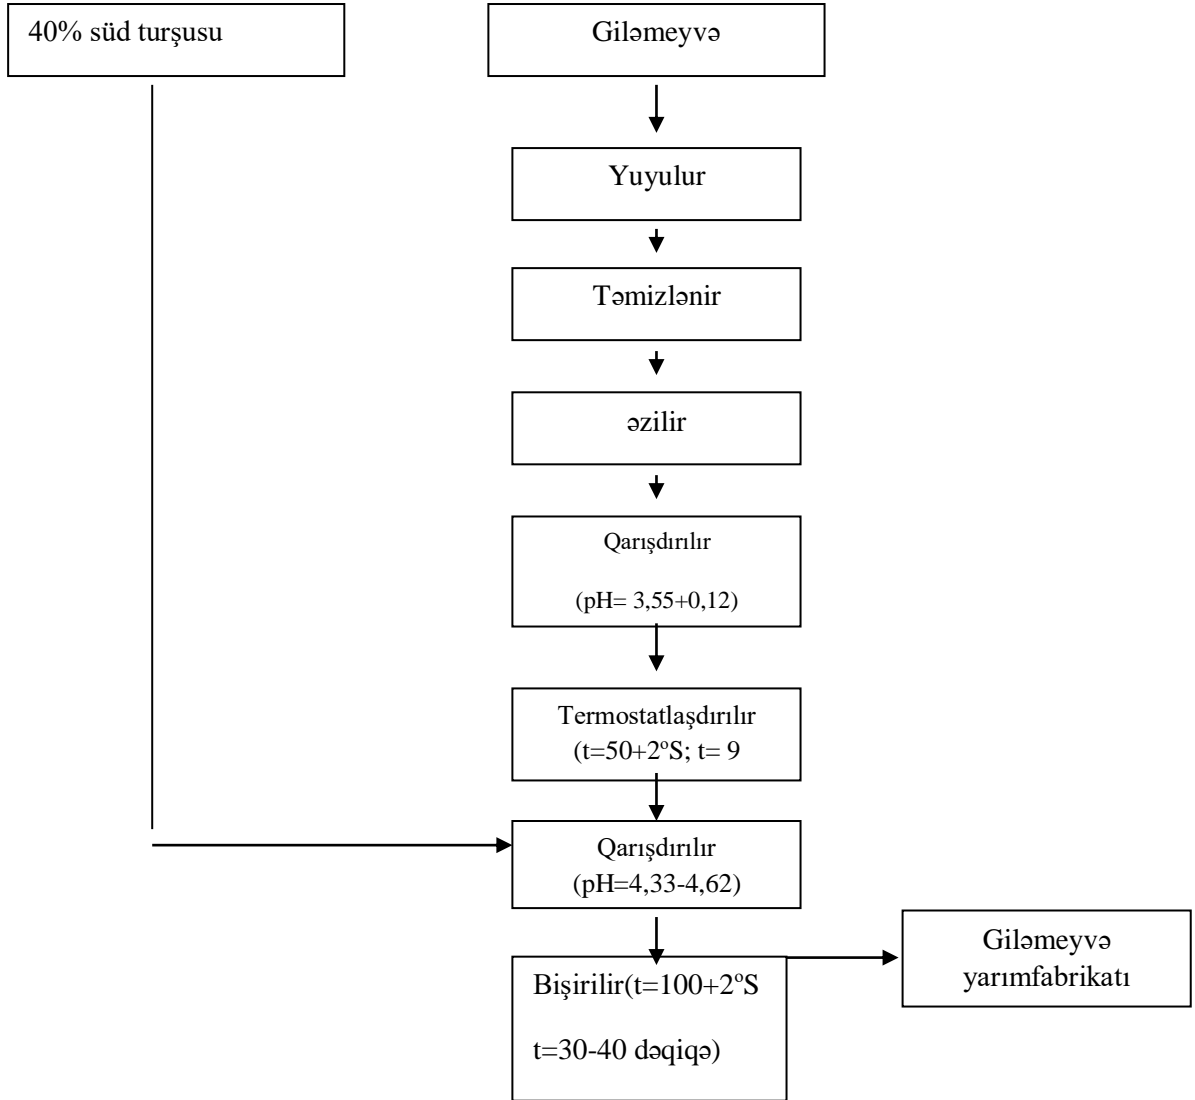 40% süd turşusu
Giləmeyvə
Yuyulur
Təmizlənir
əzilir
Qarışdırılır
(pH= 3,55+0,12)
Termostatlaşdırılır
(t=50+2ºS; t= 9
Qarışdırılır
(pH=4,33-4,62)
Bişirilir(t=100+2ºS
t=30-40 dəqiqə)
Giləmeyvə
yarımfabrikatı